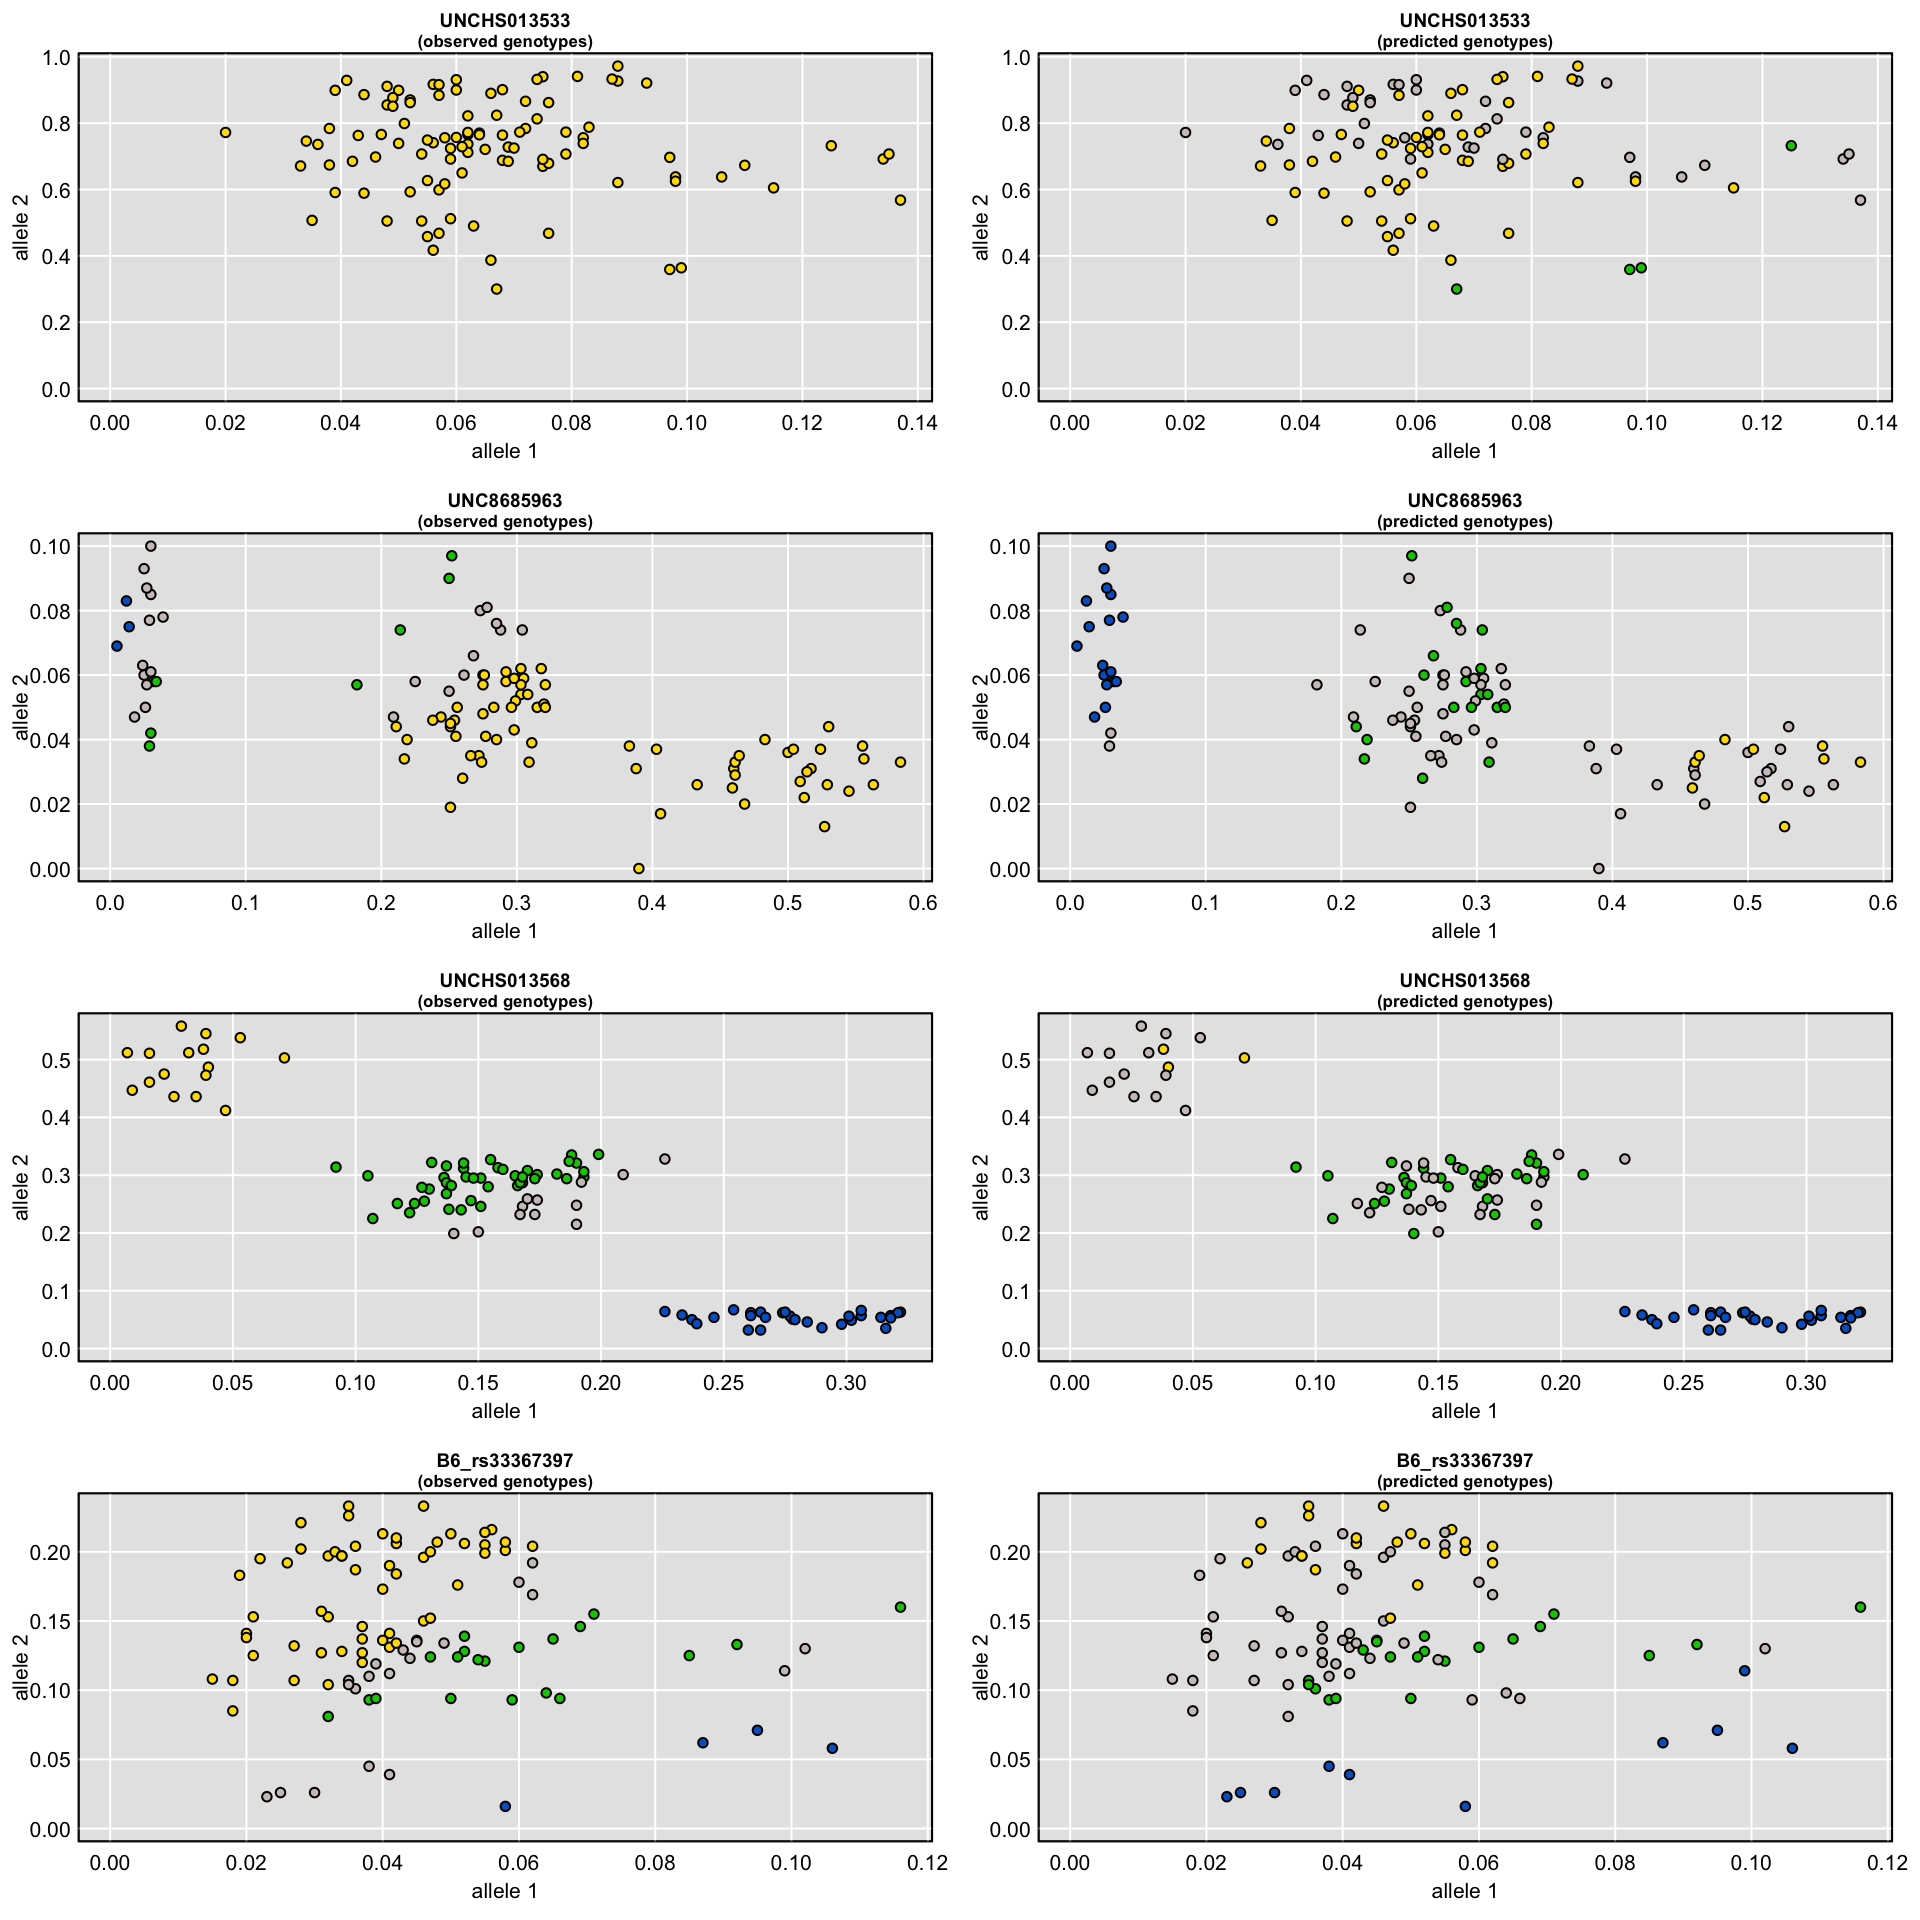 UNCHS013533
(observed genotypes)
1.0
0.8
0.6
0.4
0.2
0.0
allele 2
0.00 0.02 0.04 0.06 0.08 0.10 0.12 0.14
allele 1
UNCHS013533
(predicted genotypes)
1.0
0.8
0.6
0.4
0.2
0.0
allele 2
0.00 0.02 0.04 0.06 0.08 0.10 0.12 0.14
allele 1
UNC8685963
(observed genotypes)
0.10
0.08
0.06
0.04
0.02
0.00
allele 2
0.0 0.1 0.2 0.3 0.4 0.5 0.6
allele 1
UNC8685963
(predicted genotypes)
0.10
0.08
0.06
0.04
0.02
0.00
allele 2
0.0 0.1 0.2 0.3 0.4 0.5 0.6
allele 1
UNCHS013568
(observed genotypes)
0.5
0.4
0.3
0.2
0.1
0.0
allele 2
0.00 0.05 0.10 0.15 0.20 0.25 0.30
allele 1
UNCHS013568
(predicted genotypes)
0.5
0.4
0.3
0.2
0.1
0.0
allele 2
0.00 0.05 0.10 0.15 0.20 0.25 0.30
allele 1
B6_rs33367397
(observed genotypes)
0.20
0.15
0.10
0.05
0.00
allele 2
0.00 0.02 0.04 0.06 0.08 0.10 0.12
allele 1
B6_rs33367397
(predicted genotypes)
0.20
0.15
0.10
0.05
0.00
allele 2
0.00 0.02 0.04 0.06 0.08 0.10 0.12
allele 1